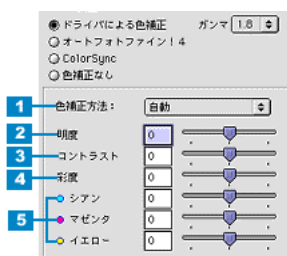 ドライバによる色補正 ガンマ 1.8
オートフォトファイン!4
ColorSync
色補正なし
1 色補正方法: 自動
2 明度 0
3 コントラスト 0
4 彩度 0
シアン 0
5 マゼンタ 0
イエロー 0